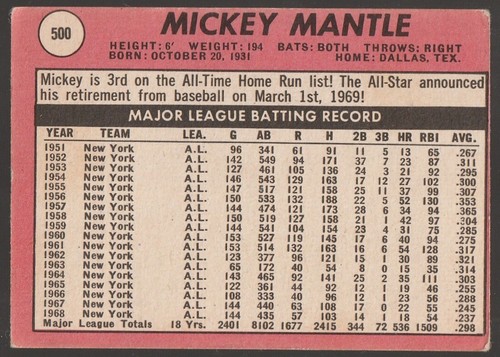 500
MICKEY MANTLE
HEIGHT: 6' WEIGHT: 194 BATS: BOTH THROWS: RIGHT
BORN: OCTOBER 20, 1931 HOME: DALLAS, TEX.
Mickey is 3rd on the All-Time Home Run list! The All-Star announced
his retirement from baseball on March 1st, 1969!
MAJOR LEAGUE BATTING RECORD
YEAR TEAM LEA. G AB R H 2B 3B HR RBI AVG.
1951 New York A.L. 96 341 61 91 11 5 13 65 .267
1952 New York A.L. 142 549 94 171 37 7 23 87 .311
1953 New York A.L. 127 461 105 136 24 3 21 92 .295
1954 New York A.L. 146 543 129 163 17 12 27 102 .300
1955 New York A.L. 147 517 121 158 25 11 37 99 .307
1956 New York A.L. 150 533 132 188 22 5 52 130 .353
1957 New York A.L. 144 474 121 173 28 6 34 94 .365
1958 New York A.L. 150 519 127 158 21 1 42 97 .304
1959 New York A.L. 144 541 104 154 23 4 31 75 .285
1960 New York A.L. 153 527 119 145 17 6 40 94 .275
1961 New York A.L. 153 514 132 163 16 6 54 128 .317
1962 New York A.L. 123 377 96 121 15 1 30 89 .321
1963 New York A.L. 65 172 40 54 8 0 15 35 .314
1964 New York A.L. 143 465 92 141 25 2 35 111 .303
1965 New York A.L. 122 361 44 92 12 1 19 46 .255
1966 New York A.L. 108 333 40 96 12 1 23 56 .288
1967 New York A.L. 144 440 63 108 17 0 22 55 .245
1968 New York A.L. 144 435 57 103 14 1 18 54 .237
Major League Totals 18 Yrs. 2401 8102 1677 2415 344 72 536 1509 .298